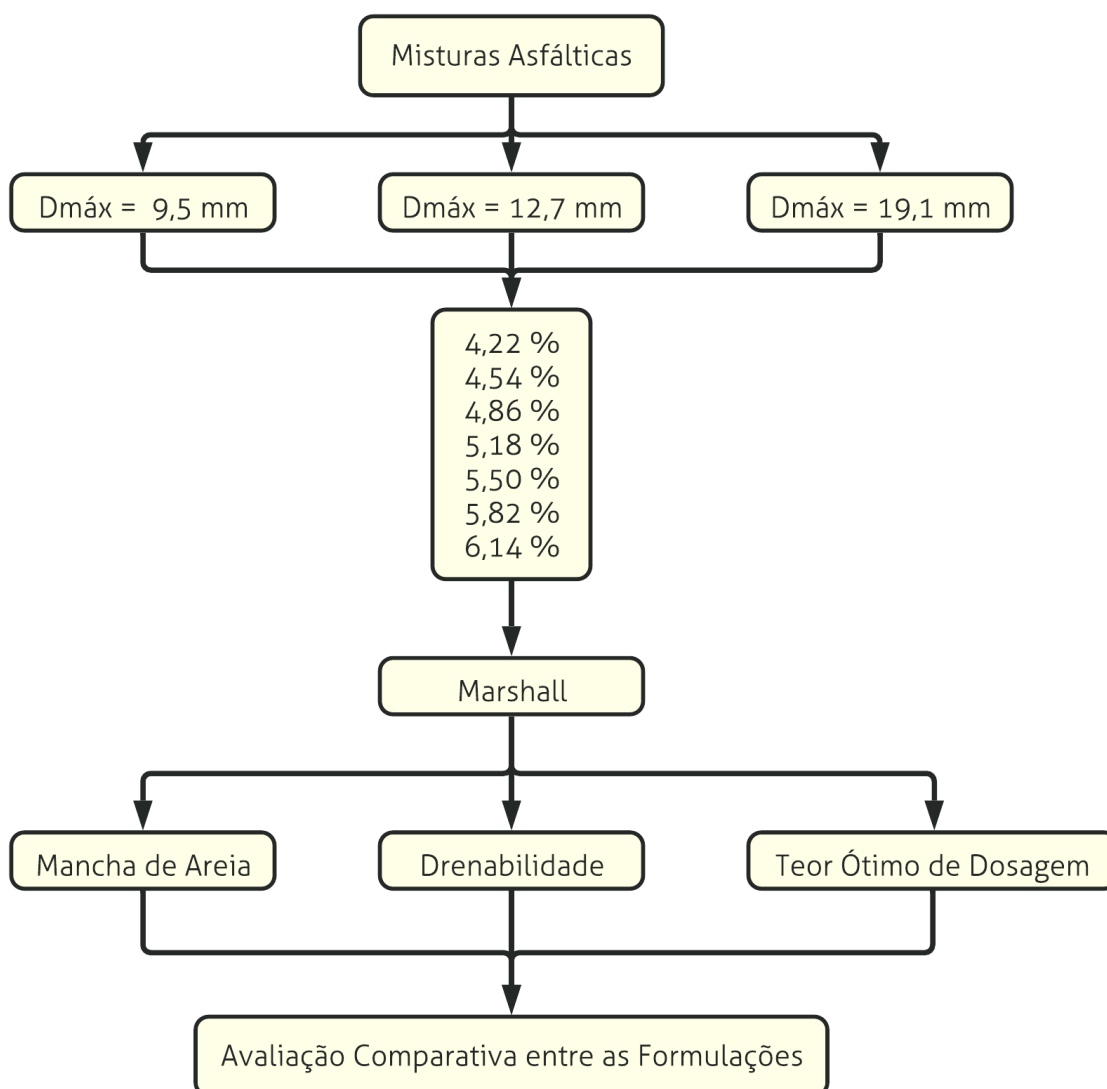 Misturas Asfálticas
Dmáx = 9,5 mm
Dmáx = 12,7 mm
Dmáx = 19,1 mm
4,22 %
4,54 %
4,86 %
5,18 %
5,50 %
5,82 %
6,14 %
Marshall
Mancha de Areia
Drenabilidade
Teor Ótimo de Dosagem
Avaliação Comparativa entre as Formulações